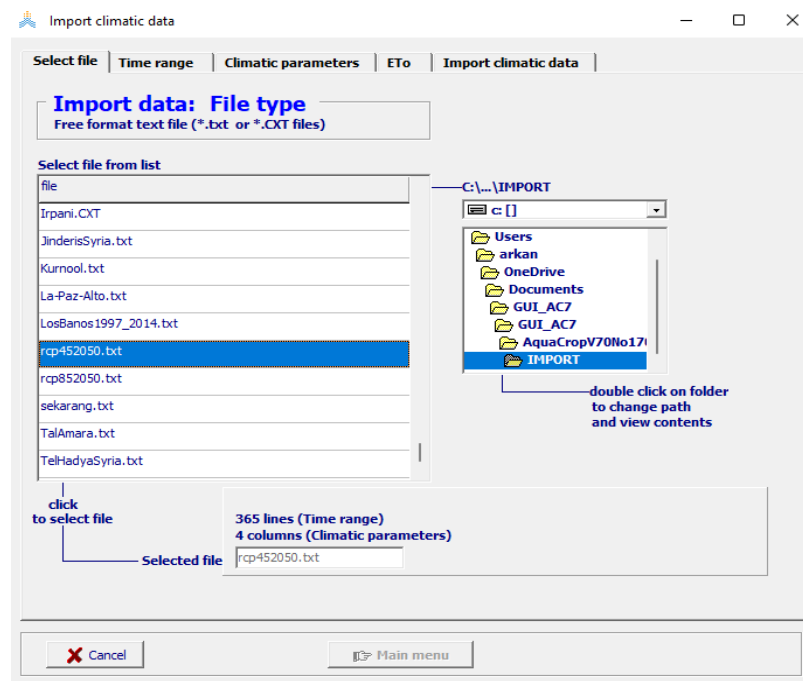 Import climatic data
Select file
Time range
Climatic parameters
ETo
Import climatic data
Import data: File type
Free format text file (*.txt or *.CXT files)
Select file from list
file
Irpani.CXT
JinderisSyria.txt
Kurnool.txt
La-Paz-Alto.txt
LosBanos1997_2014.txt
rcp452050.txt
rcp852050.txt
sekarang.txt
TalAmara.txt
TelHadyaSyria.txt
C:\...\IMPORT
c: []
Users
arkan
OneDrive
Documents
GUI_AC7
GUI_AC7
IMPORT
double click on folder
to change path
and view contents
click
to select file
365 lines (Time range)
4 columns (Climatic parameters)
Selected file
rcp452050.txt
Cancel
Main menu